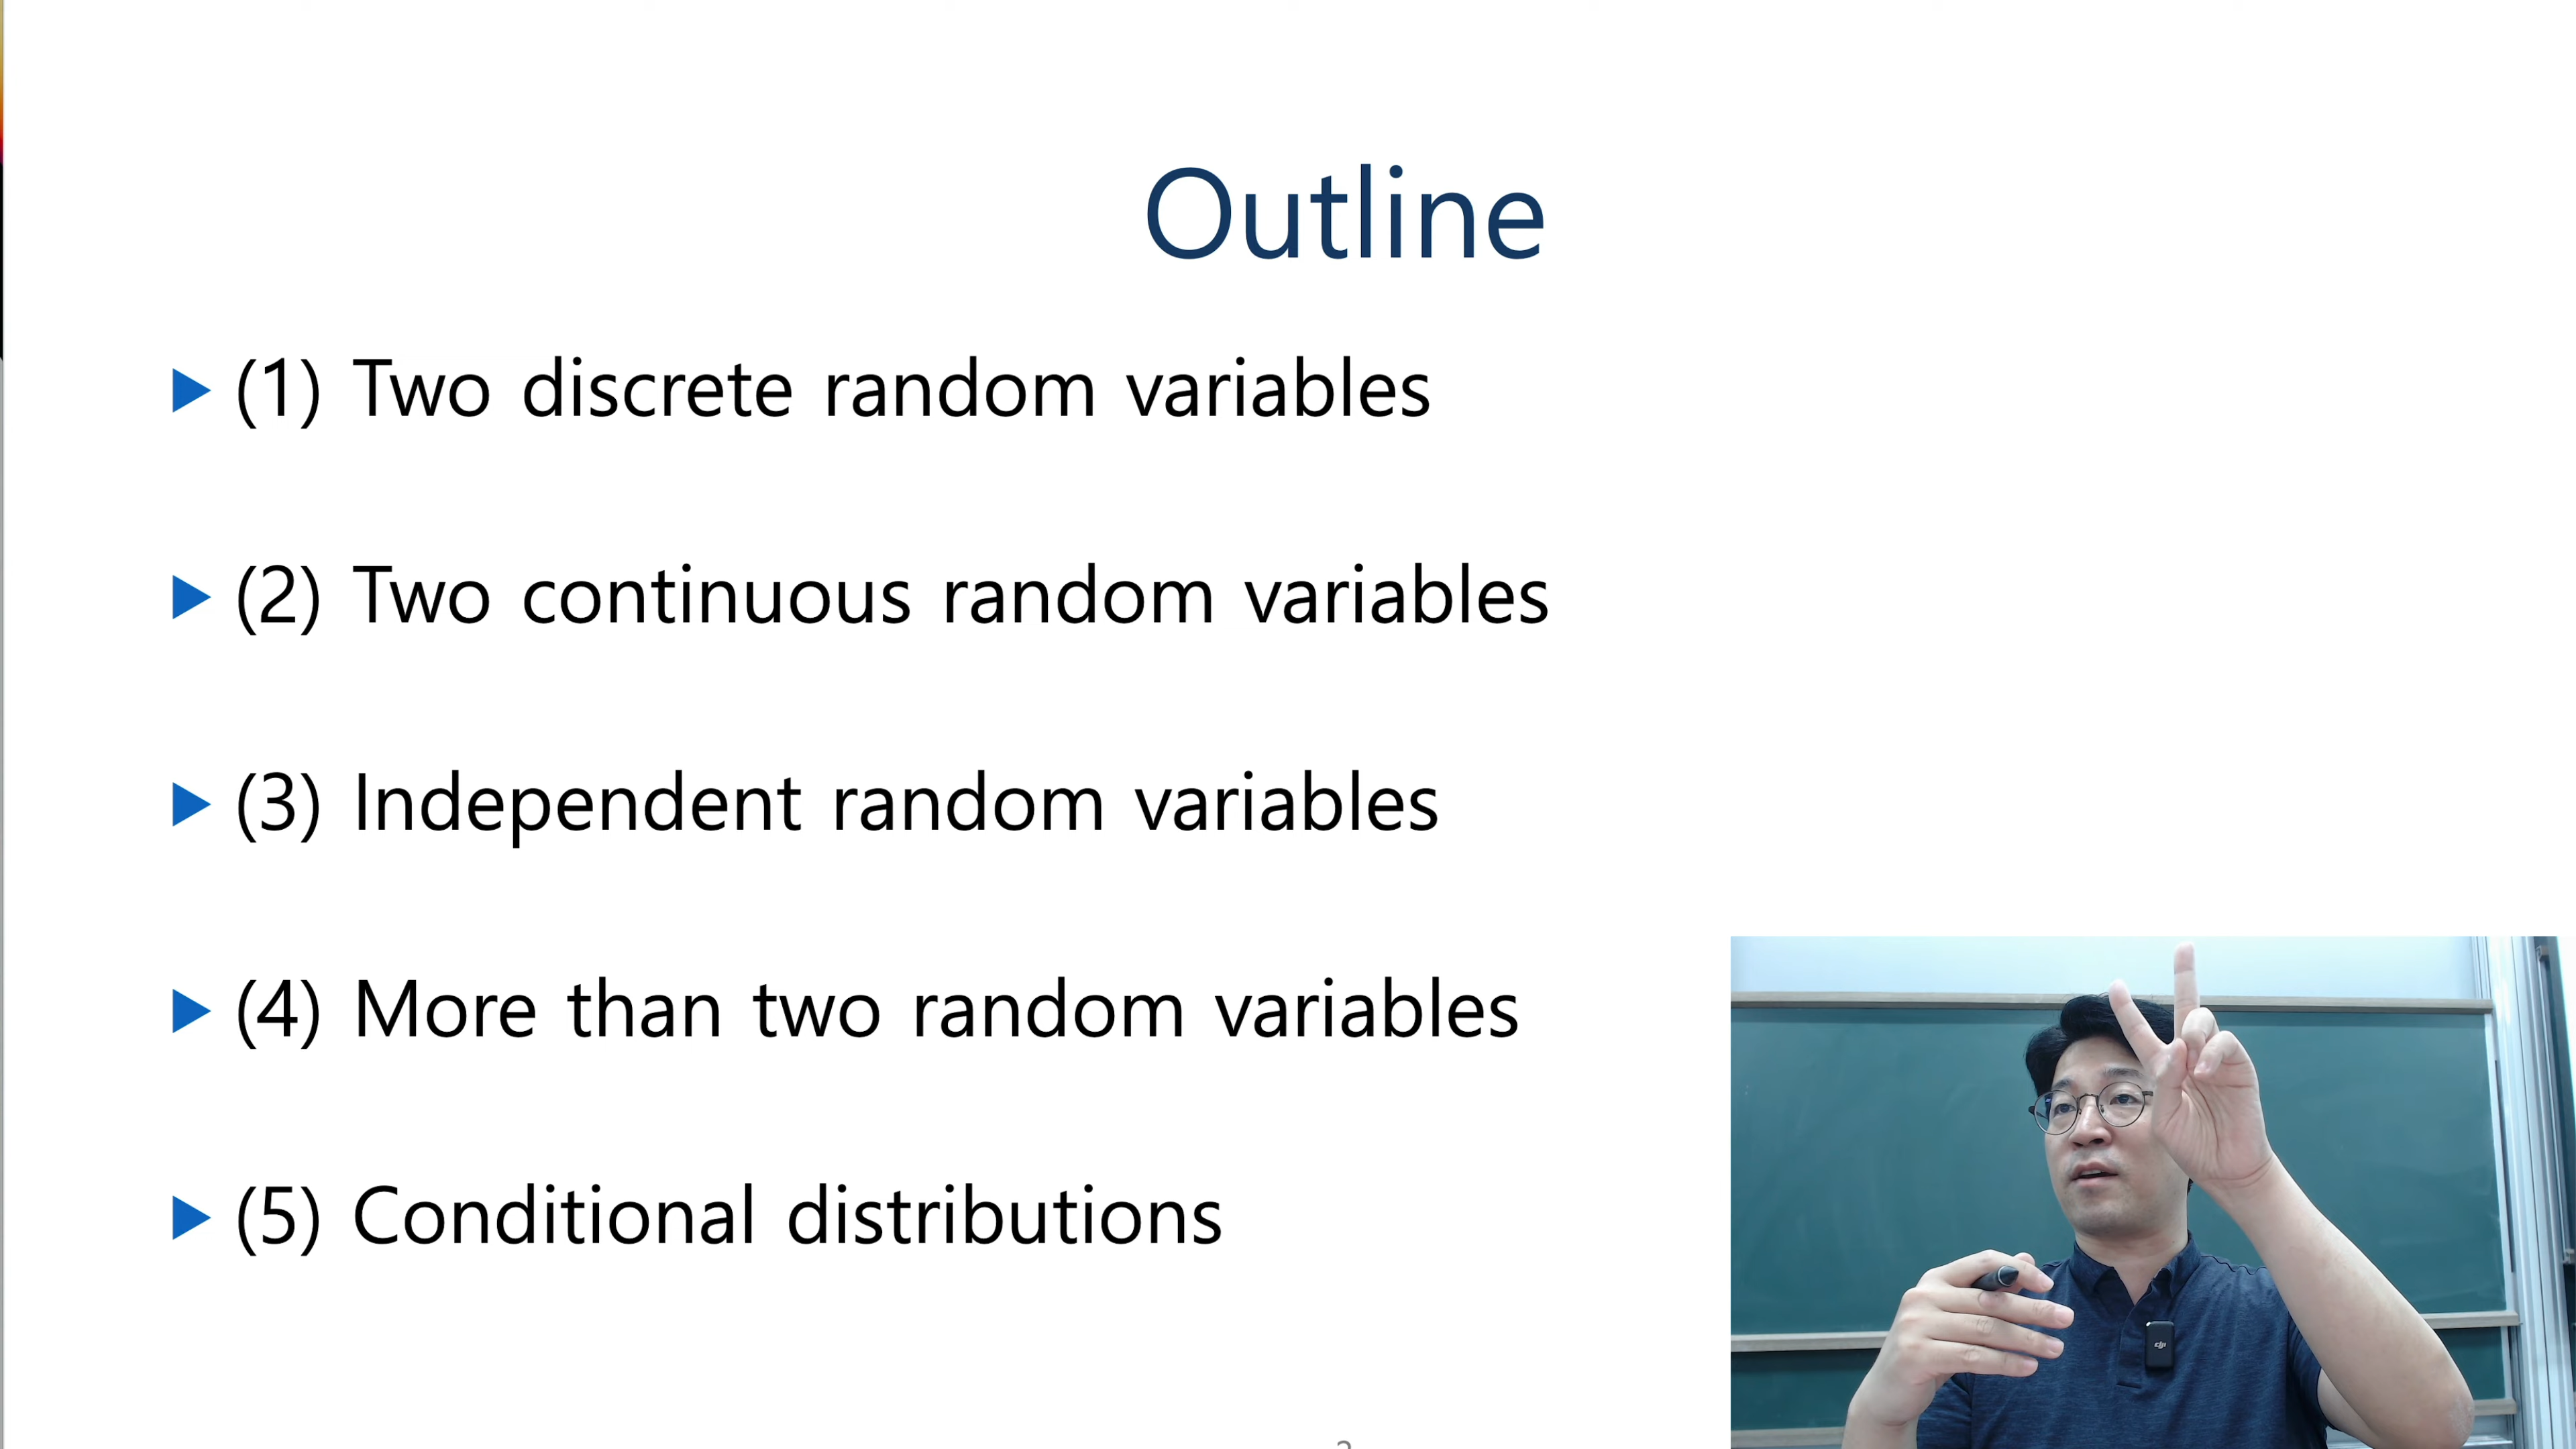 Outline
(1) Two discrete random variables
(2) Two continuous random variables
(3) Independent random variables
(4) More than two random variables
(5) Conditional distributions
dji